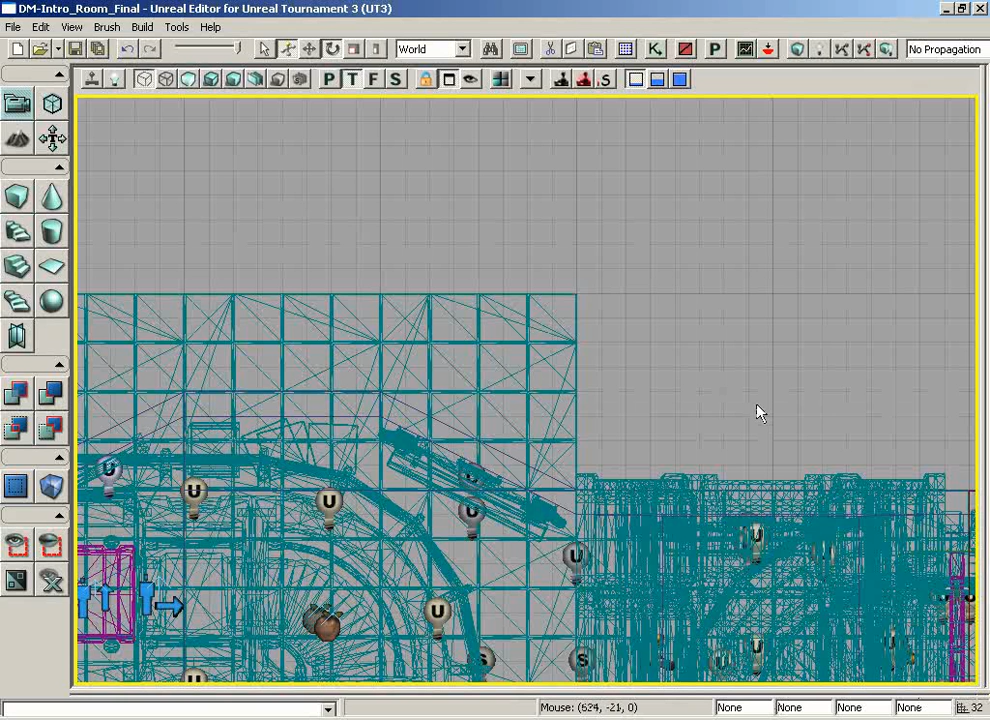 DM-Intro_Room_Final - Unreal Editor for Unreal Tournament 3 (UT3)
File Edit View Brush Build Tools Help
World
K
P
No Propagation
P T F S
S
U
U U
U
U
U
U
S S
U
U
U
Mouse: (524, -21, 0) None None None None 32